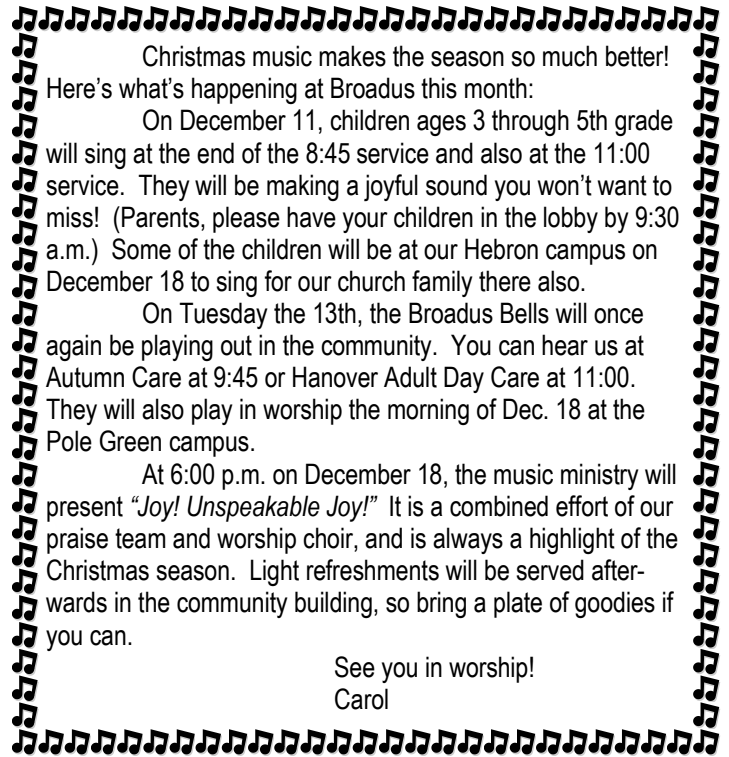 Christmas music makes the season so much better!
Here's what's happening at Broadus this month:
On December 11, children ages 3 through 5th grade
will sing at the end of the 8:45 service and also at the 11:00
service.  They will be making a joyful sound you won't want to
miss!  (Parents, please have your children in the lobby by 9:30
a.m.)  Some of the children will be at our Hebron campus on
December 18 to sing for our church family there also.
On Tuesday the 13th, the Broadus Bells will once
again be playing out in the community.  You can hear us at
Autumn Care at 9:45 or Hanover Adult Day Care at 11:00.
They will also play in worship the morning of Dec. 18 at the
Pole Green campus.
At 6:00 p.m. on December 18, the music ministry will
present "Joy! Unspeakable Joy!"  It is a combined effort of our
praise team and worship choir, and is always a highlight of the
Christmas season.  Light refreshments will be served after-
wards in the community building, so bring a plate of goodies if
you can.
See you in worship!
Carol